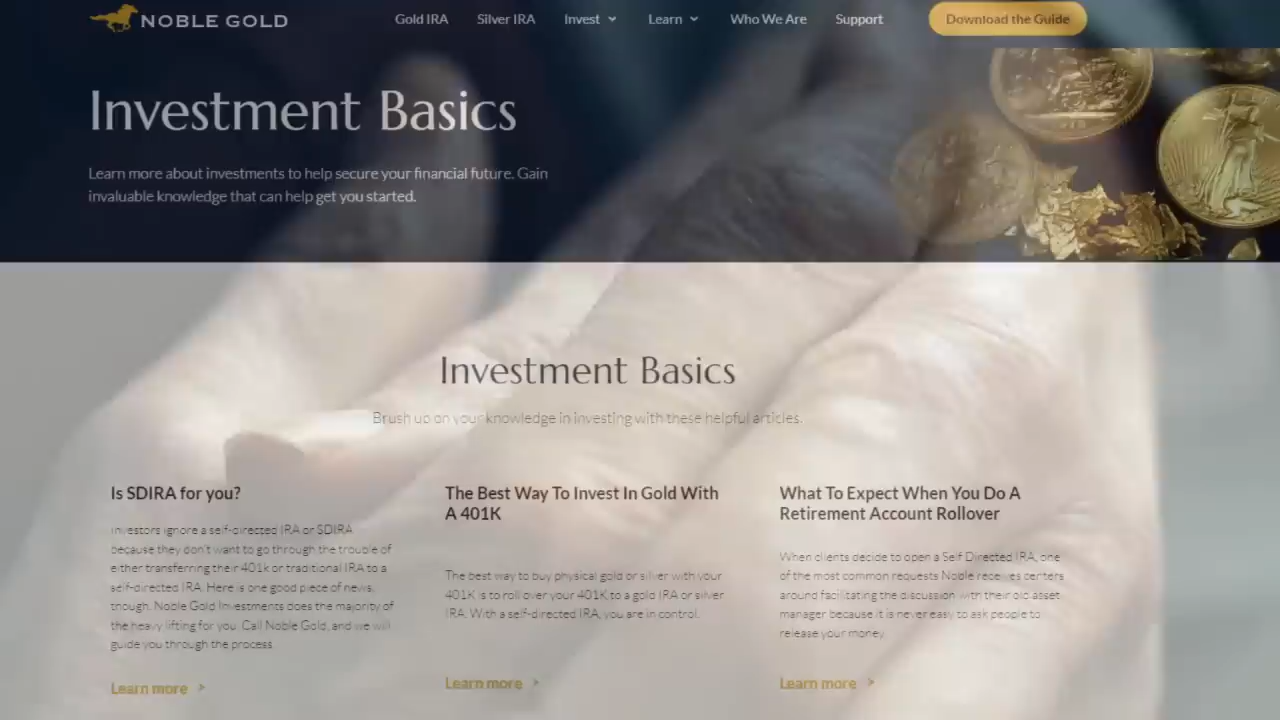 NOBLE GOLD
Gold IRA Silver IRA Invest Learn Who We Are Support Download the Guide
Investment Basics
Learn more about investments to help secure your financial future. Gain
invaluable knowledge that can help get you started.
Investment Basics
Brush up on your knowledge in investing with these helpful articles.
Is SDIRA for you?
Investors ignore a self-directed IRA or SDIRA
because they don't want to go through the trouble of
either transferring their 401k or traditional IRA to a
self-directed IRA. Here is one good piece of news,
though. Noble Gold Investments does the majority of
the heavy lifting for you. Call Noble Gold, and we will
guide you through the process.
Learn more >
The Best Way To Invest In Gold With
A 401K
The best way to buy physical gold or silver with your
401K is to roll over your 401K to a gold IRA or silver
IRA. With a self-directed IRA, you are in control.
Learn more >
What To Expect When You Do A
Retirement Account Rollover
When clients decide to open a Self Directed IRA, one
of the most common requests Noble receives centers
around facilitating the discussion with their old asset
manager because it is never easy to ask people to
release your money
Learn more >